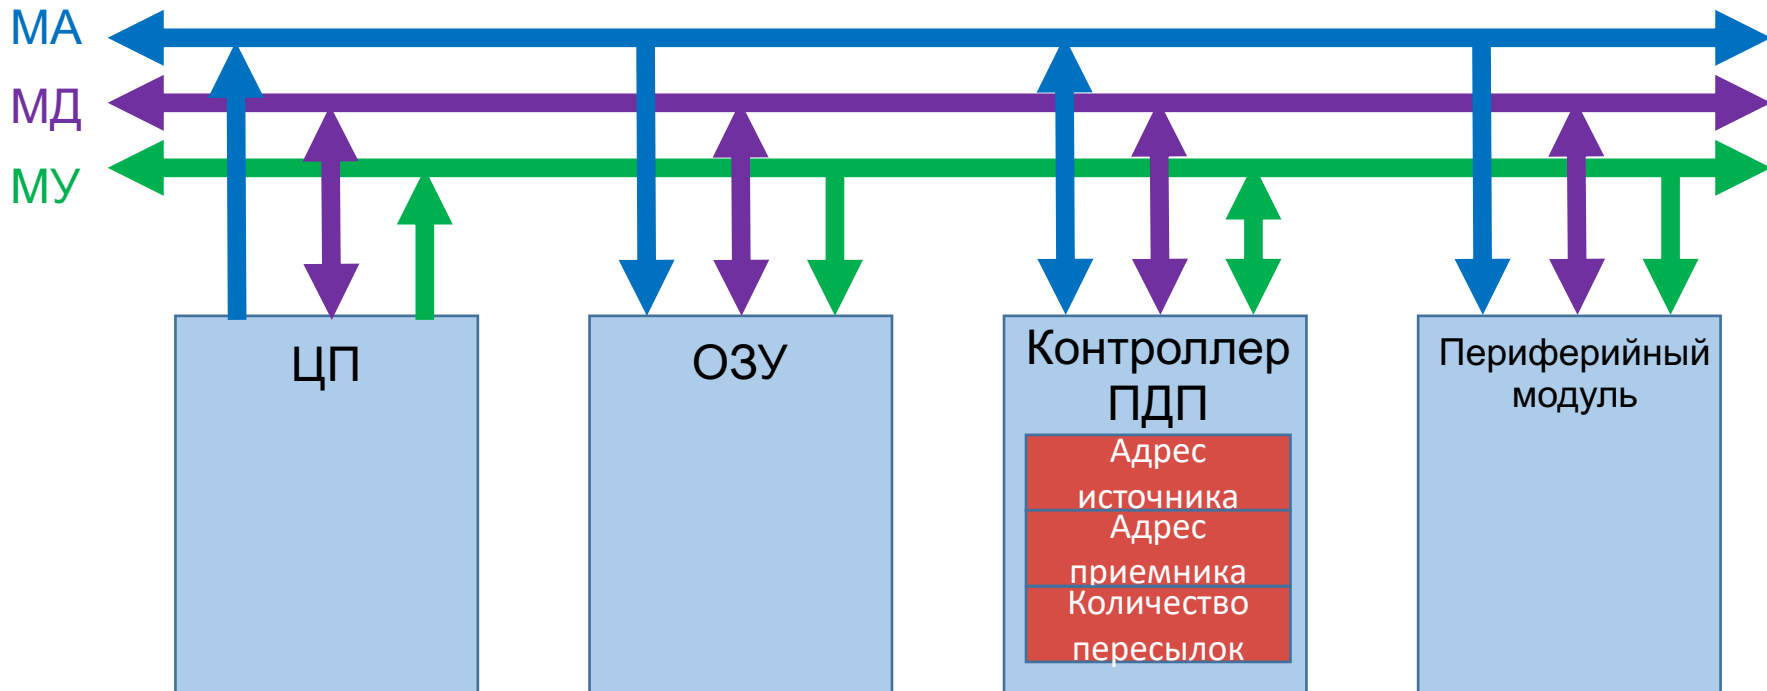 МА
МД
МУ
ЦП
ОЗУ
Контроллер
ПДП
Адрес
источника
Адрес
приемника
Количество
пересылок
Периферийный
модуль